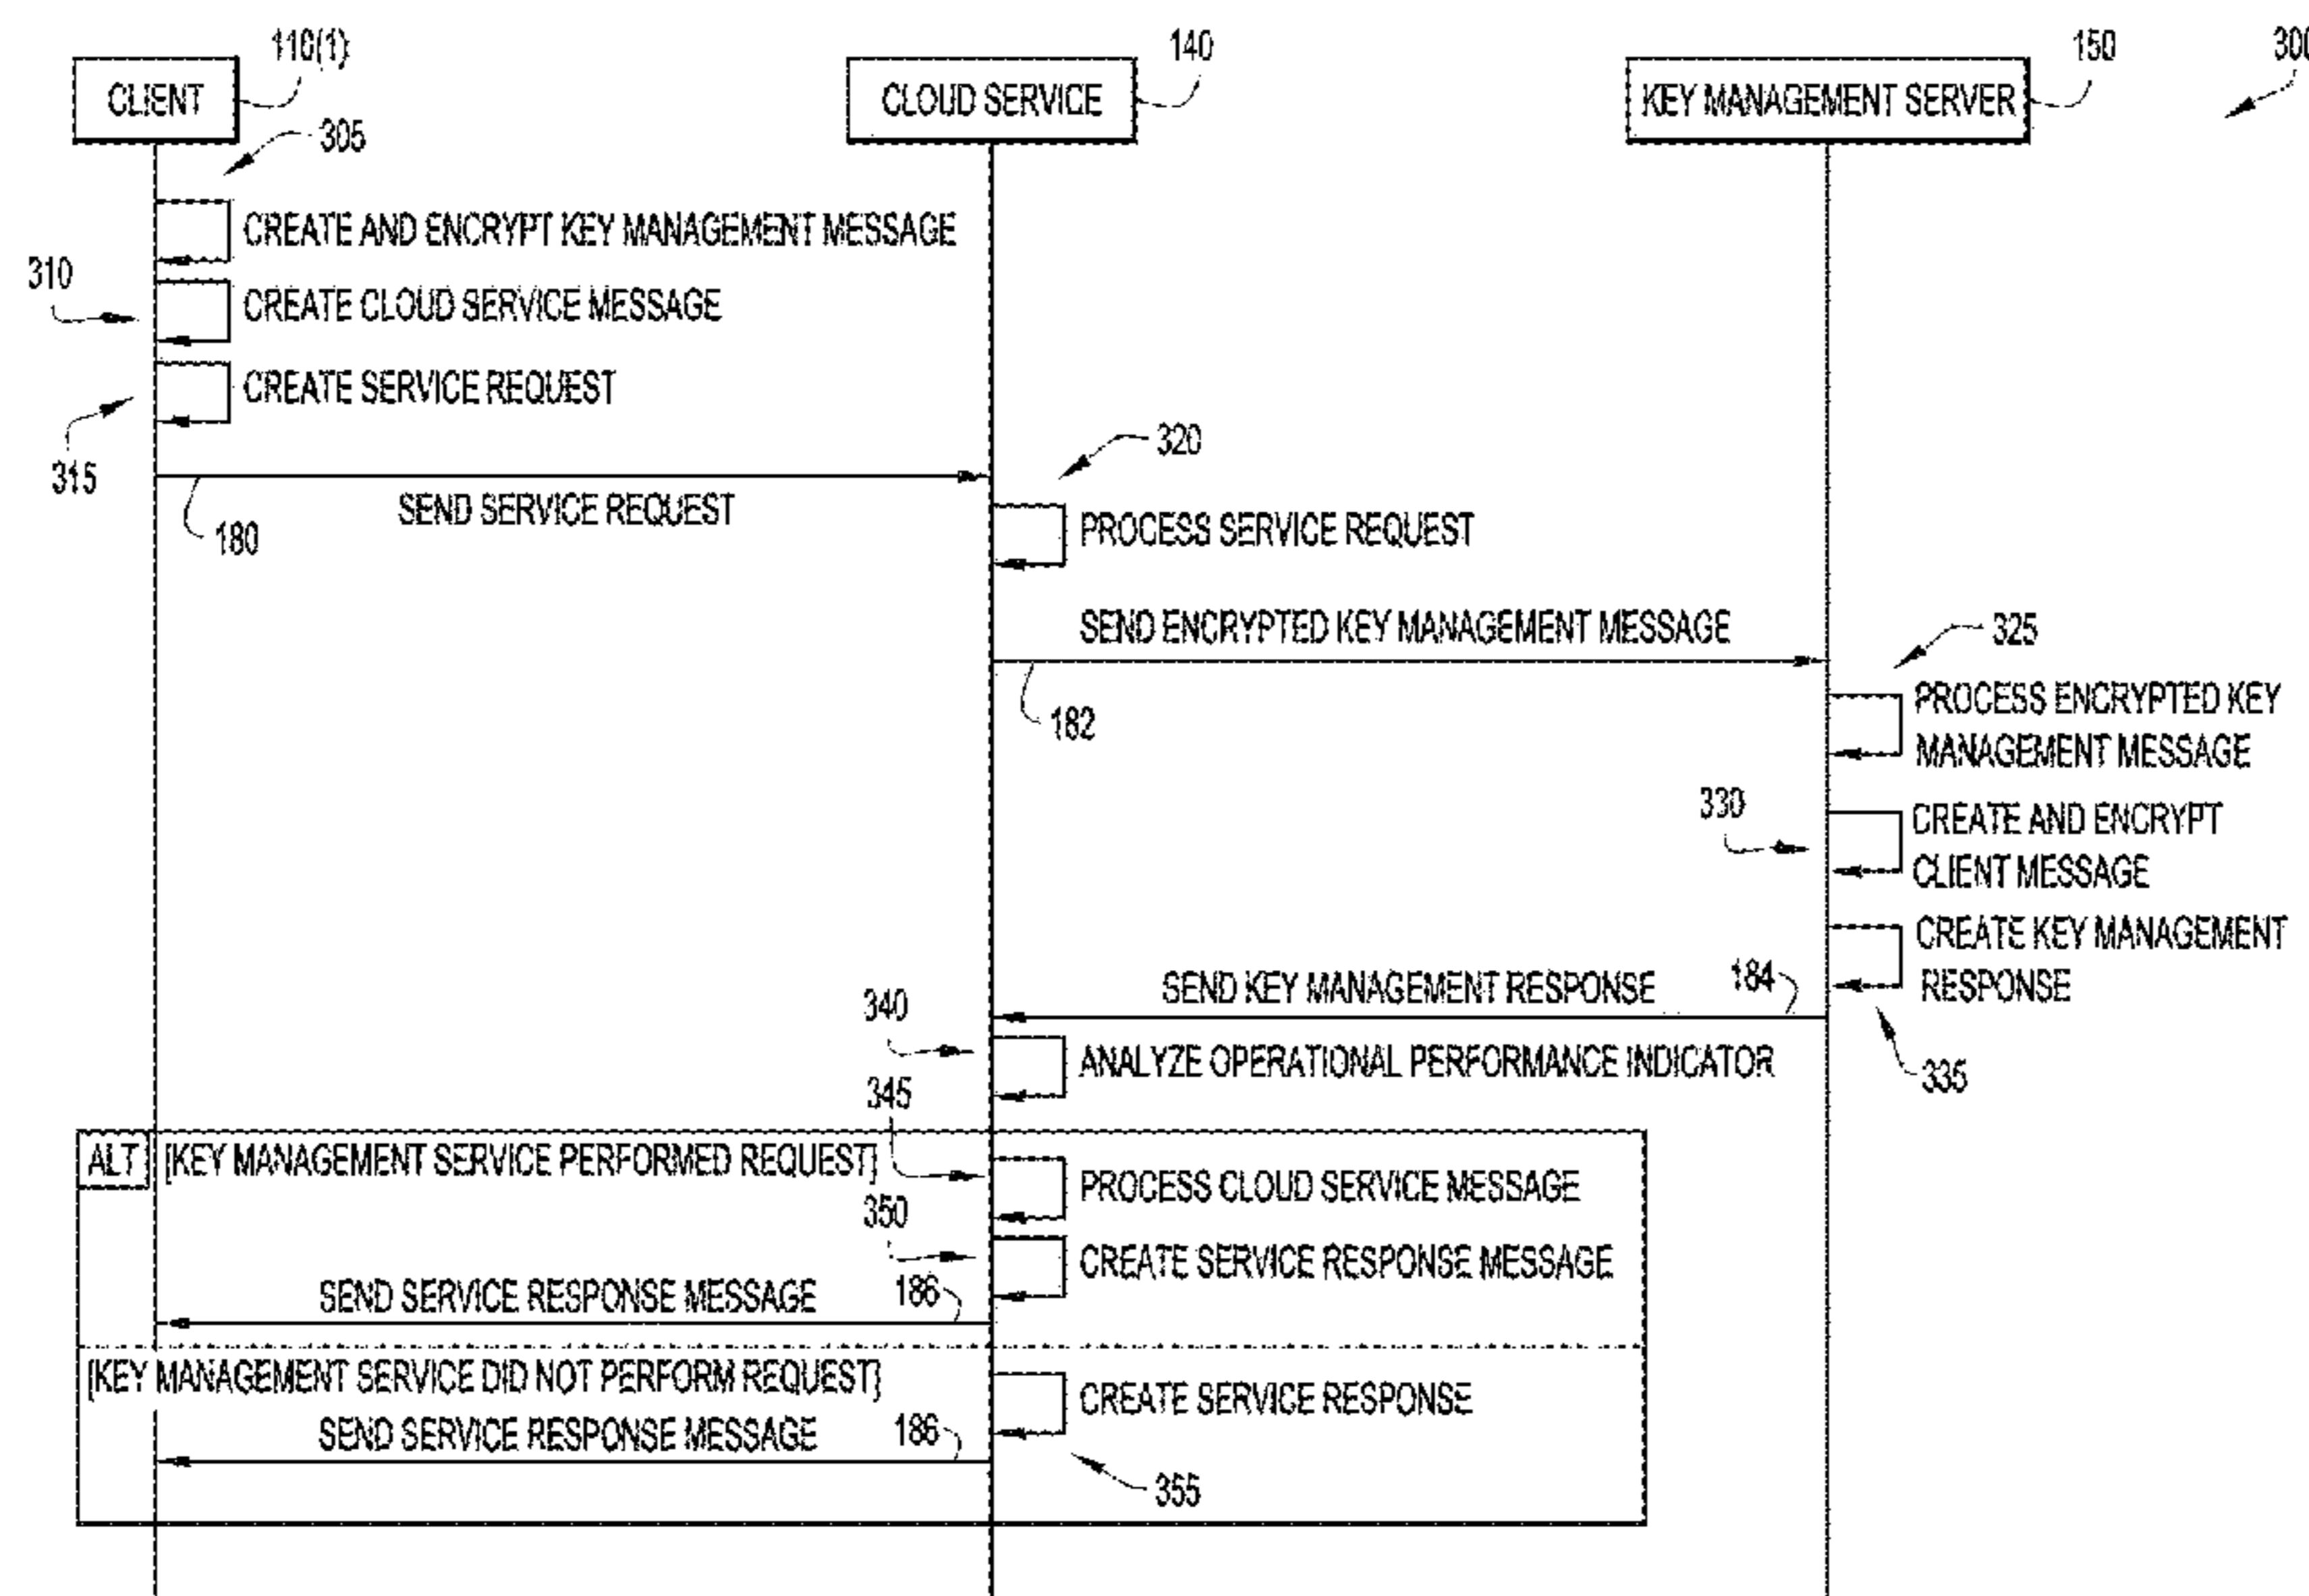 110(1)
140
150
300
CLIENT
CLOUD SERVICE
KEY MANAGEMENT SERVER
305
CREATE AND ENCRYPT KEY MANAGEMENT MESSAGE
310
CREATE CLOUD SERVICE MESSAGE
CREATE SERVICE REQUEST
315
320
SEND SERVICE REQUEST
180
PROCESS SERVICE REQUEST
SEND ENCRYPTED KEY MANAGEMENT MESSAGE
325
182
PROCESS ENCRYPTED KEY
MANAGEMENT MESSAGE
330
CREATE AND ENCRYPT
CLIENT MESSAGE
CREATE KEY MANAGEMENT
RESPONSE
SEND KEY MANAGEMENT RESPONSE
184
335
340
ANALYZE OPERATIONAL PERFORMANCE INDICATOR
345
ALT [KEY MANAGEMENT SERVICE PERFORMED REQUEST]
PROCESS CLOUD SERVICE MESSAGE
350
CREATE SERVICE RESPONSE MESSAGE
SEND SERVICE RESPONSE MESSAGE
186
[KEY MANAGEMENT SERVICE DID NOT PERFORM REQUEST]
CREATE SERVICE RESPONSE
SEND SERVICE RESPONSE MESSAGE
186
355